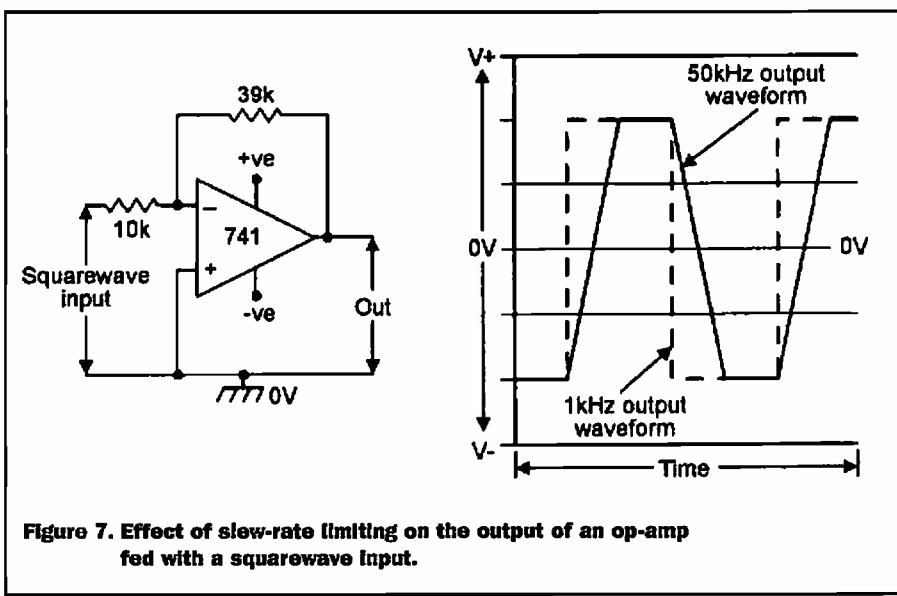 39k
+ve
10k
−
741
+
-ve
Squarewave
input
Out
0V
V+
50kHz output
waveform
0V
0V
1kHz output
waveform
V-
Time
Figure 7. Effect of slew-rate limiting on the output of an op-amp
fed with a squarewave input.